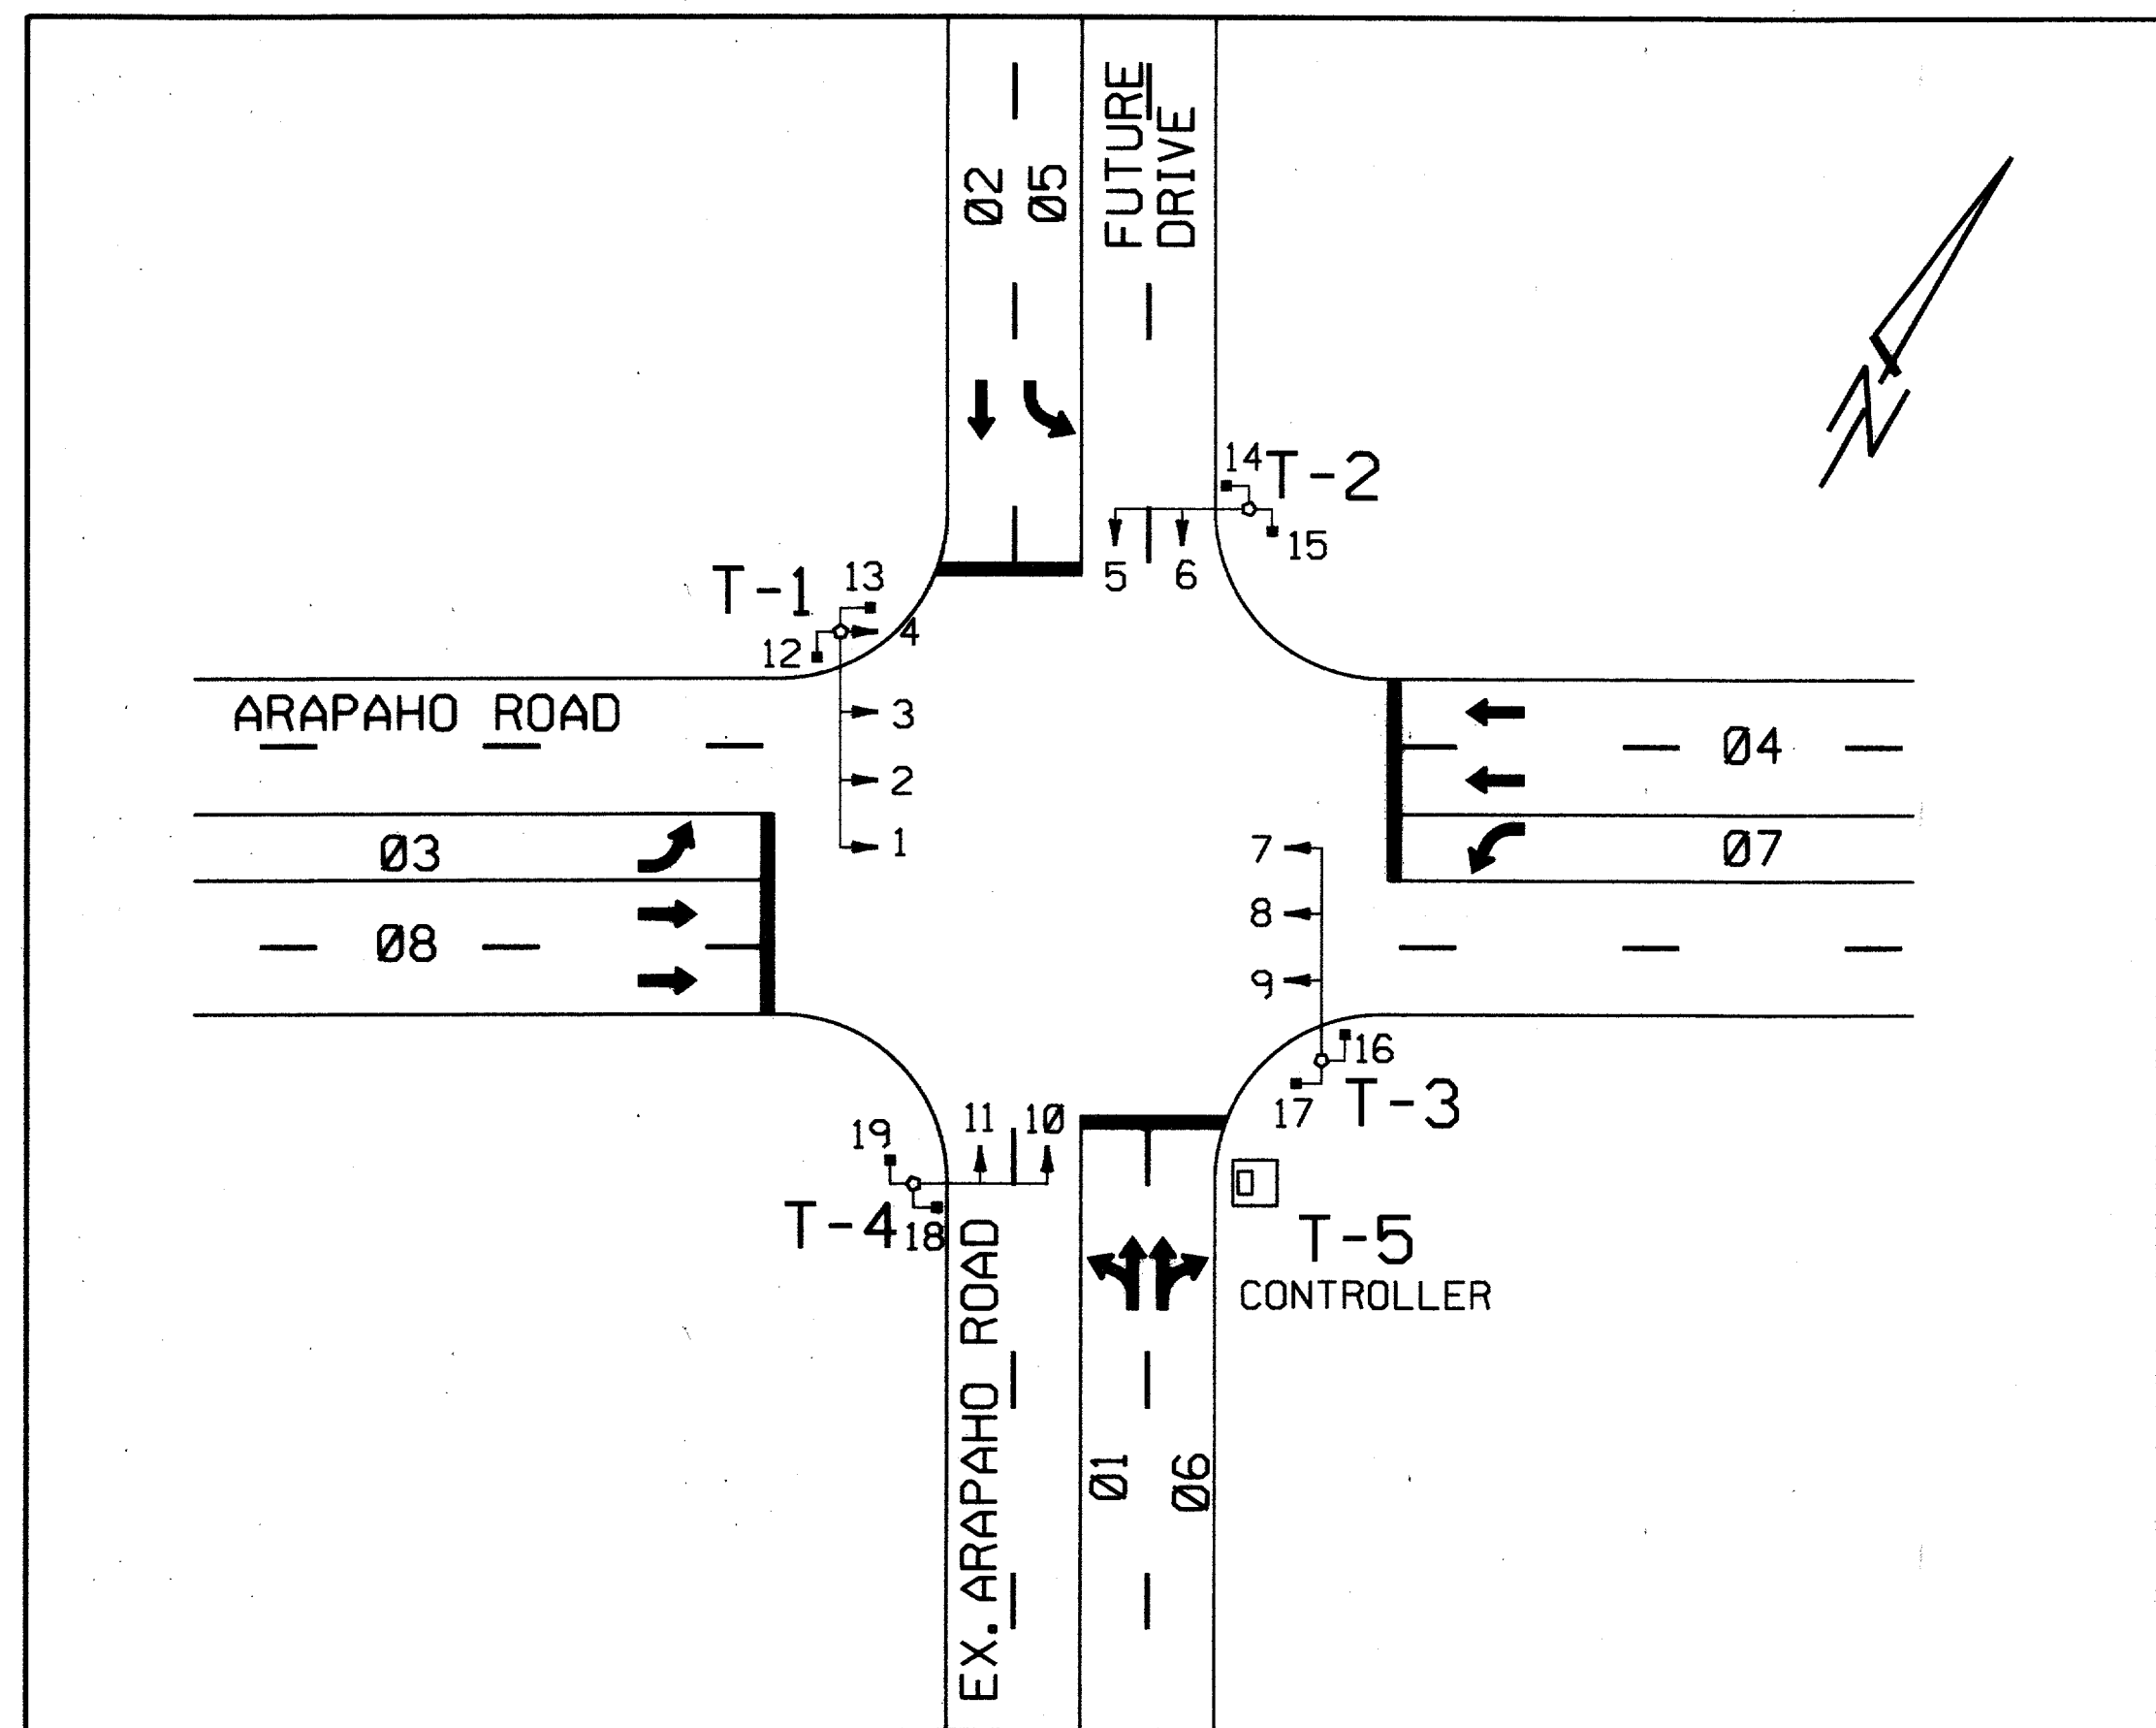 FUTURE
DRIVE
Ø2
Ø5
N
14
T-2
15
T-1
13
5
6
4
12
ARAPAHO ROAD
3
Ø4
2
Ø3
1
7
Ø7
8
Ø8
9
16
T-3
17
11
10
19
T-4
18
T-5
CONTROLLER
EX. ARAPAHO ROAD
Ø1
Ø6